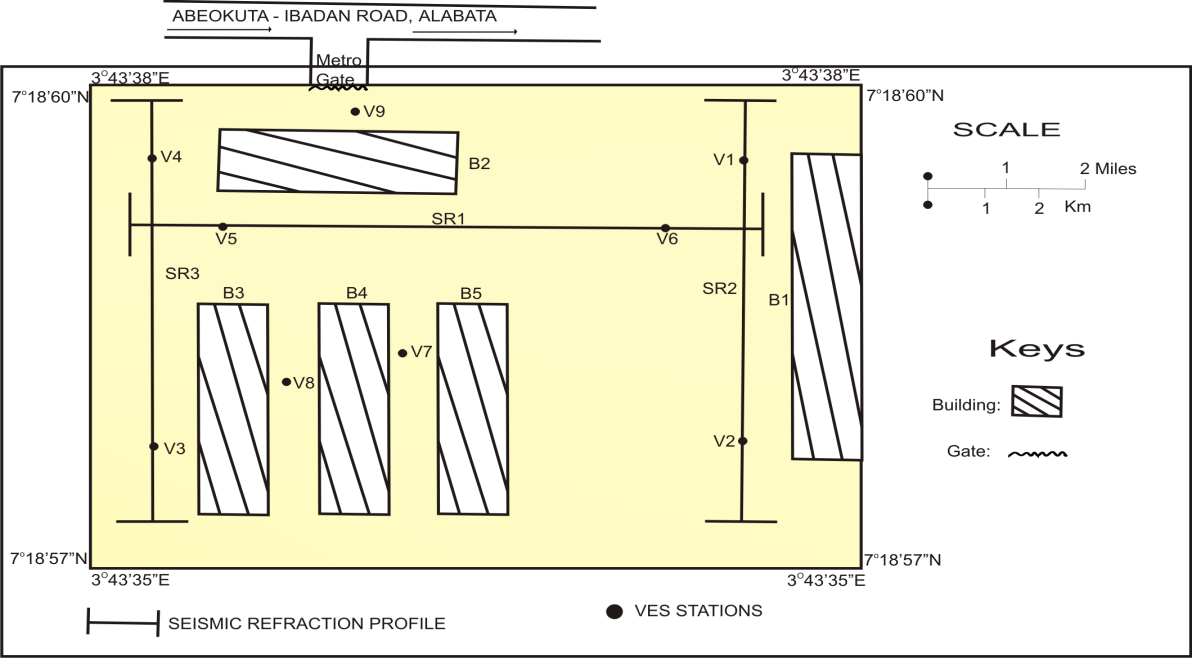 ABEOKUTA - IBADAN ROAD, ALABATA
Metro
Gate
3°43'38"E
3°43'38"E
7°18'60"N
7°18'60"N
V9
SCALE
V4
B2
V1
1
2 Miles
1
2
Km
SR1
V5
V6
SR3
SR2
B1
B3
B4
B5
V7
V8
Keys
Building:
V3
V2
Gate:
7°18'57"N
7°18'57"N
3°43'35"E
3°43'35"E
SEISMIC REFRACTION PROFILE
VES STATIONS